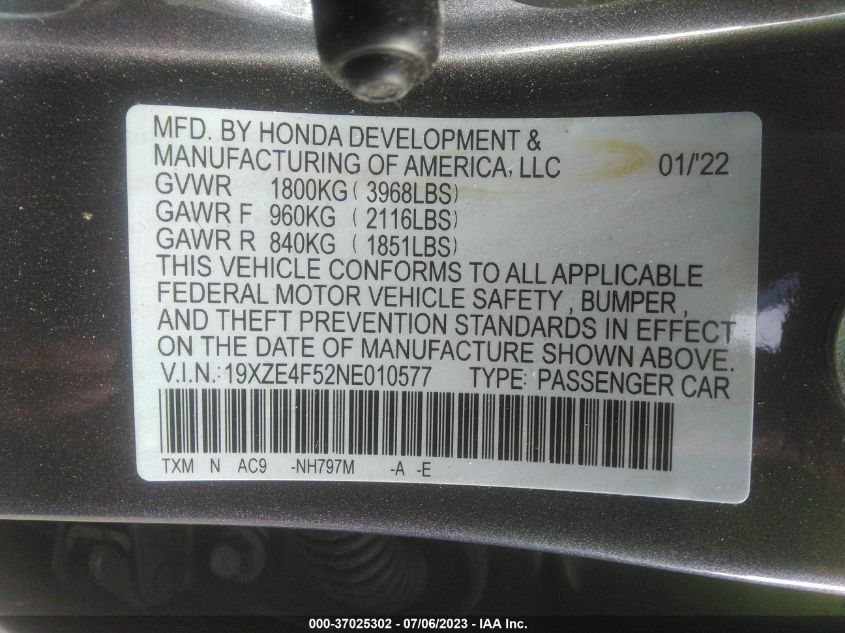 MFD. BY HONDA DEVELOPMENT &
MANUFACTURING OF AMERICA, LLC 01/'22
GVWR 1800KG ( 3968LBS)
GAWR F 960KG ( 2116LBS)
GAWR R 840KG ( 1851LBS)
THIS VEHICLE CONFORMS TO ALL APPLICABLE
FEDERAL MOTOR VEHICLE SAFETY, BUMPER,
AND THEFT PREVENTION STANDARDS IN EFFECT
ON THE DATE OF MANUFACTURE SHOWN ABOVE.
V.I.N.: 19XZE4F52NE010577 TYPE: PASSENGER CAR
TXM N AC9 -NH797M -A -E
000-37025302 - 07/06/2023 - IAA Inc.